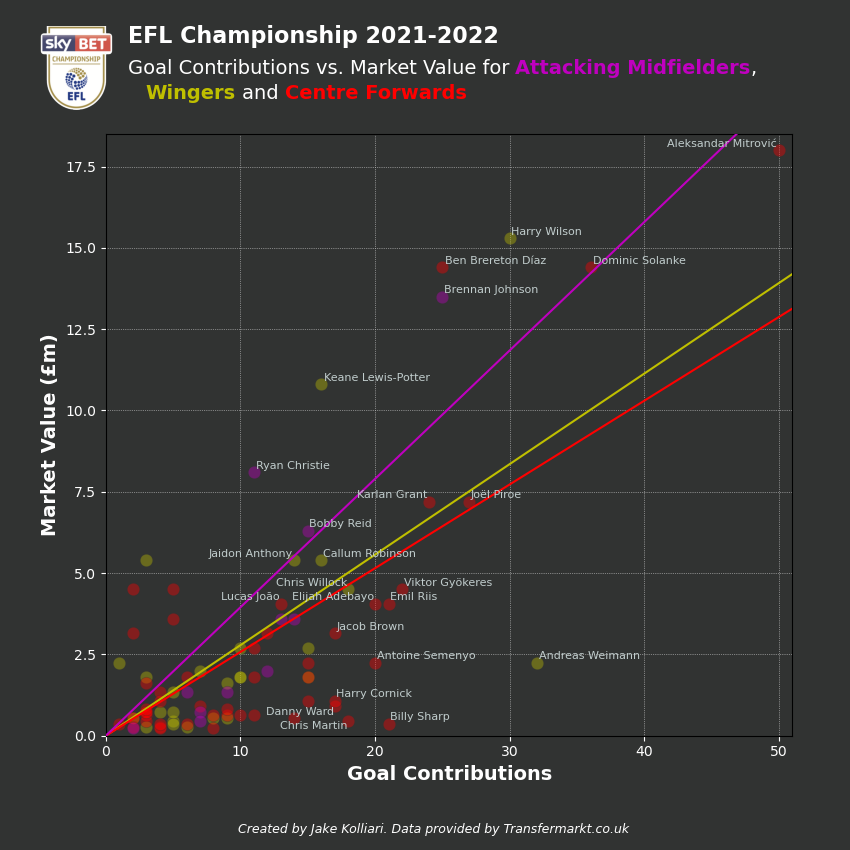 EFL Championship 2021-2022
Goal Contributions vs. Market Value for Attacking Midfielders,
Wingers and Centre Forwards
sky BET
CHAMPIONSHIP
EFL
Market Value (£m)
17.5
15.0
12.5
10.0
7.5
5.0
2.5
0.0
Aleksandar Mitrović
Harry Wilson
Ben Brereton Díaz
Dominic Solanke
Brennan Johnson
Keane Lewis-Potter
Ryan Christie
Karlan Grant
Joël Piroe
Bobby Reid
Jaidon Anthony
Callum Robinson
Chris Willock
Viktor Gyökeres
Lucas João
Elijah Adebayo
Emil Riis
Jacob Brown
Antoine Semenyo
Andreas Weimann
Harry Cornick
Danny Ward
Billy Sharp
Chris Martin
0 10 20 30 40 50
Goal Contributions
Created by Jake Kolliari. Data provided by Transfermarkt.co.uk